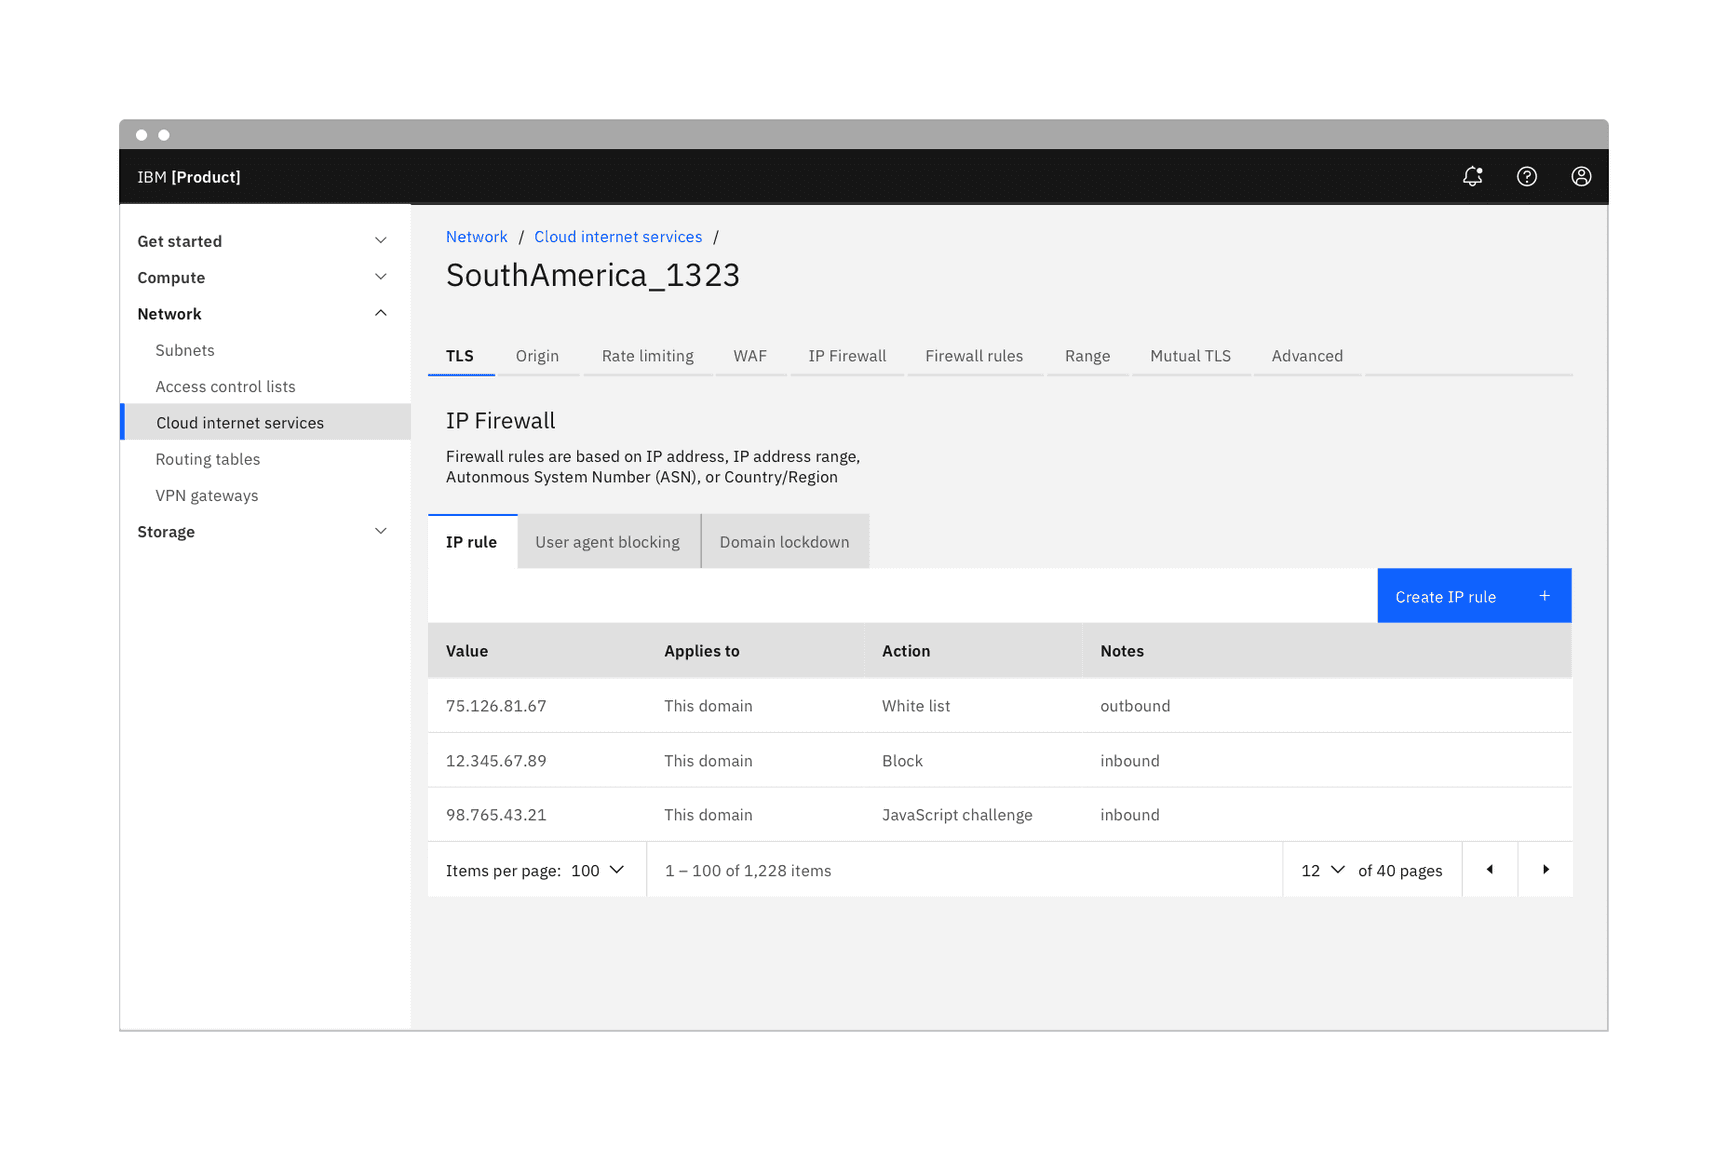 IBM [Product]
Get started
Compute
Network
Subnets
Access control lists
Cloud internet services
Routing tables
VPN gateways
Storage
Network / Cloud internet services /
SouthAmerica_1323
TLS Origin Rate limiting WAF IP Firewall Firewall rules Range Mutual TLS Advanced
IP Firewall
Firewall rules are based on IP address, IP address range,
Autonmous System Number (ASN), or Country/Region
IP rule User agent blocking Domain lockdown
Create IP rule +
Value Applies to Action Notes
75.126.81.67 This domain White list outbound
12.345.67.89 This domain Block inbound
98.765.43.21 This domain JavaScript challenge inbound
Items per page: 100 1 – 100 of 1,228 items 12 of 40 pages